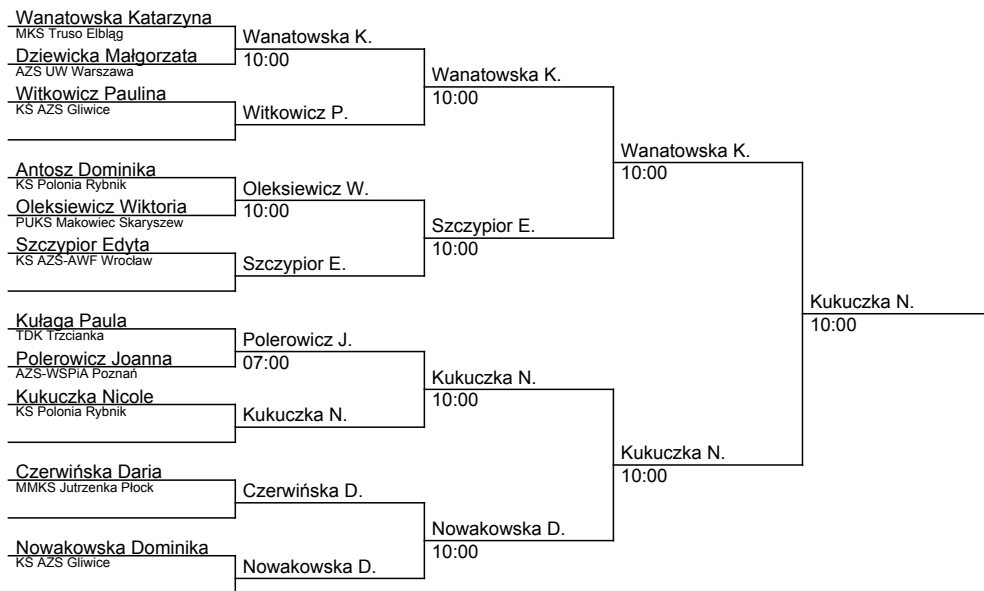 Wanatowska Katarzyna
MKS Truso Elbląg
Dziewicka Małgorzata
AZS UW Warszawa
Witkowicz Paulina
KŚ AZS Gliwice
Antosz Dominika
KS Polonia Rybnik
Oleksiewicz Wiktoria
PUKS Makowiec Skaryszew
Szczypior Edyta
KS AZS-AWF Wrocław
Kułaga Paula
TDK Trzcianka
Polerowicz Joanna
AZS-WSPiA Poznań
Kukuczka Nicole
KS Polonia Rybnik
Czerwińska Daria
MMKS Jutrzenka Płock
Nowakowska Dominika
KS AZS Gliwice
Wanatowska K.
10:00
Witkowicz P.
Oleksiewicz W.
10:00
Szczypior E.
Polerowicz J.
07:00
Kukuczka N.
Czerwińska D.
Nowakowska D.
Wanatowska K.
10:00
Szczypior E.
10:00
Kukuczka N.
10:00
Nowakowska D.
10:00
Wanatowska K.
10:00
Kukuczka N.
10:00
Kukuczka N.
10:00